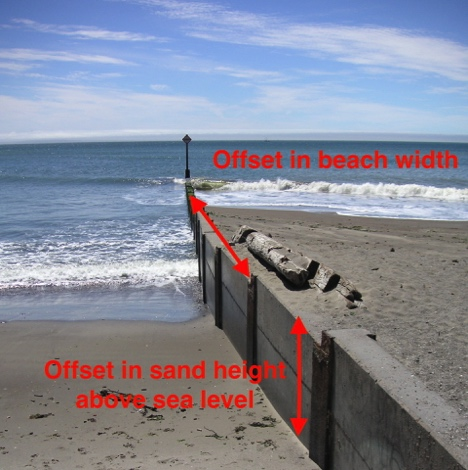 Offset in beach width
Offset in sand height
above sea level